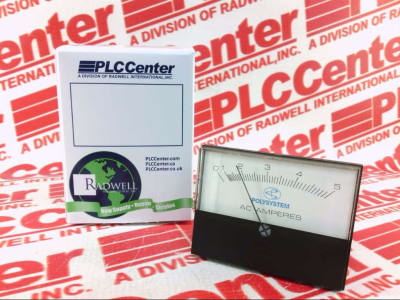 PLCCenter
A DIVISION OF RADWELL INTERNATIONAL, INC.
PLCCenter.com
PLCCenter.ca
PLCCenter.co.uk
RADWELL
New Surplus • Repairs •
0 1 2 3 4 5
POLYSYSTEM
AC AMPERES
PLCCenter
A DIVISION OF RADWELL INTERNATIONAL, INC.